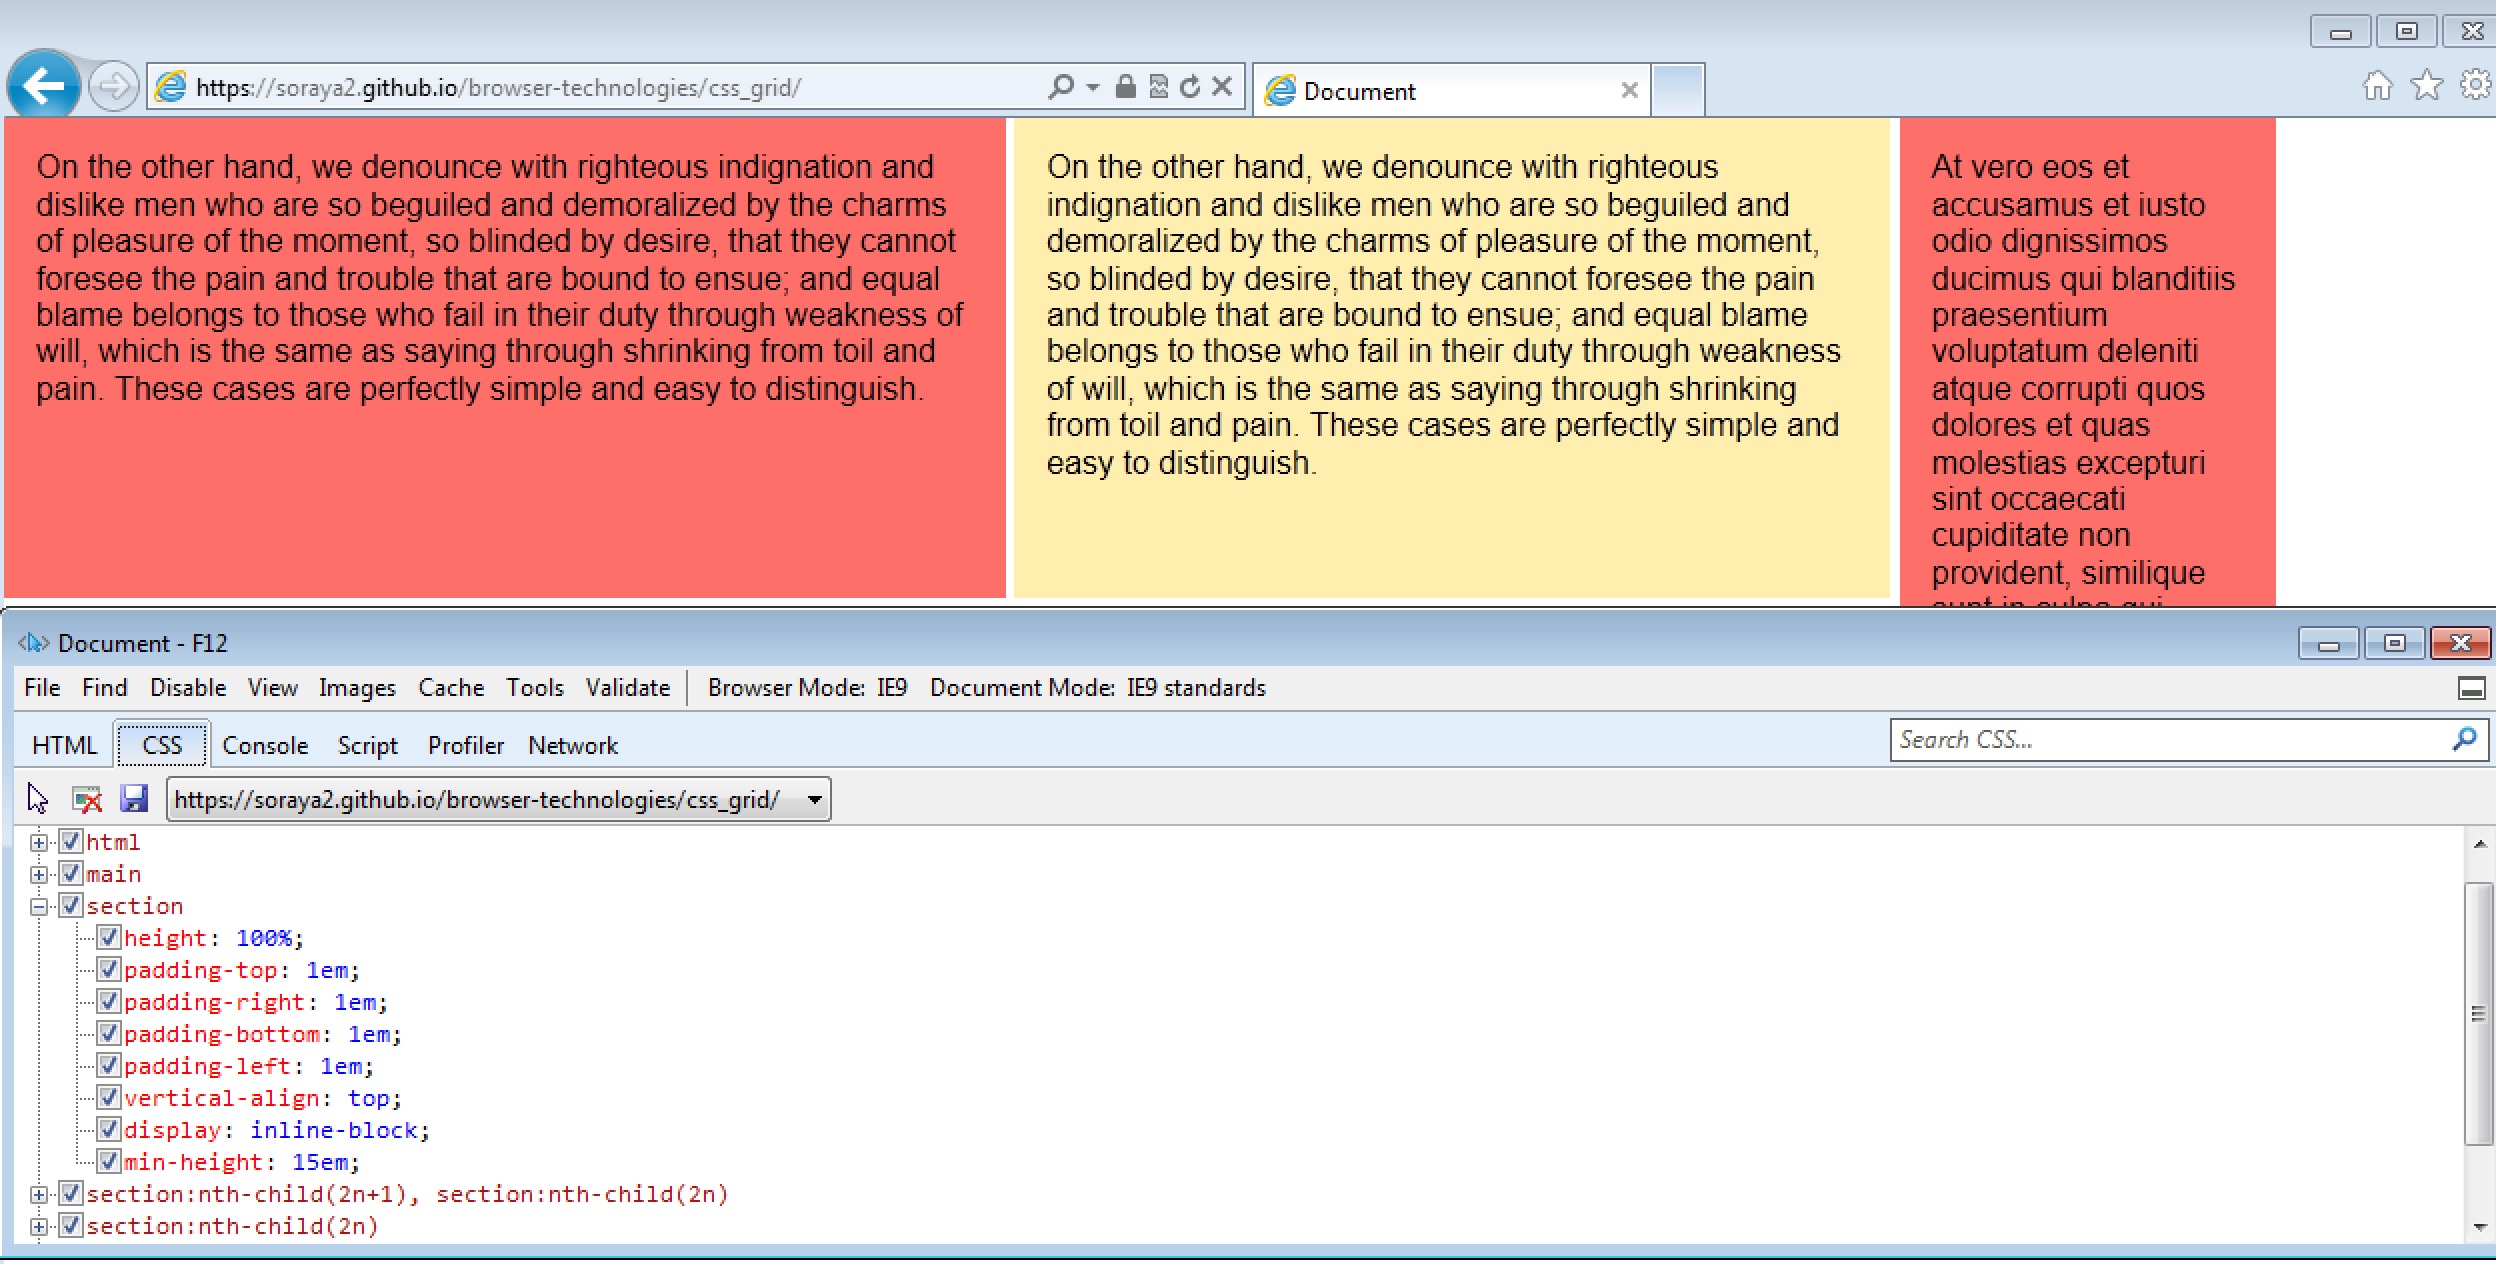 https://soraya2.github.io/browser-technologies/css_grid/
Document
On the other hand, we denounce with righteous indignation and
dislike men who are so beguiled and demoralized by the charms
of pleasure of the moment, so blinded by desire, that they cannot
foresee the pain and trouble that are bound to ensue; and equal
blame belongs to those who fail in their duty through weakness of
will, which is the same as saying through shrinking from toil and
pain. These cases are perfectly simple and easy to distinguish.
On the other hand, we denounce with righteous
indignation and dislike men who are so beguiled and
demoralized by the charms of pleasure of the moment,
so blinded by desire, that they cannot foresee the pain
and trouble that are bound to ensue; and equal blame
belongs to those who fail in their duty through weakness
of will, which is the same as saying through shrinking
from toil and pain. These cases are perfectly simple and
easy to distinguish.
At vero eos et
accusamus et iusto
odio dignissimos
ducimus qui blanditiis
praesentium
voluptatum deleniti
atque corrupti quos
dolores et quas
molestias excepturi
sint occaecati
cupiditate non
provident, similique
Document - F12
File Find Disable View Images Cache Tools Validate Browser Mode: IE9 Document Mode: IE9 standards
HTML CSS Console Script Profiler Network
Search CSS...
https://soraya2.github.io/browser-technologies/css_grid/
html
main
section
height: 100%;
padding-top: 1em;
padding-right: 1em;
padding-bottom: 1em;
padding-left: 1em;
vertical-align: top;
display: inline-block;
min-height: 15em;
section:nth-child(2n+1), section:nth-child(2n)
section:nth-child(2n)